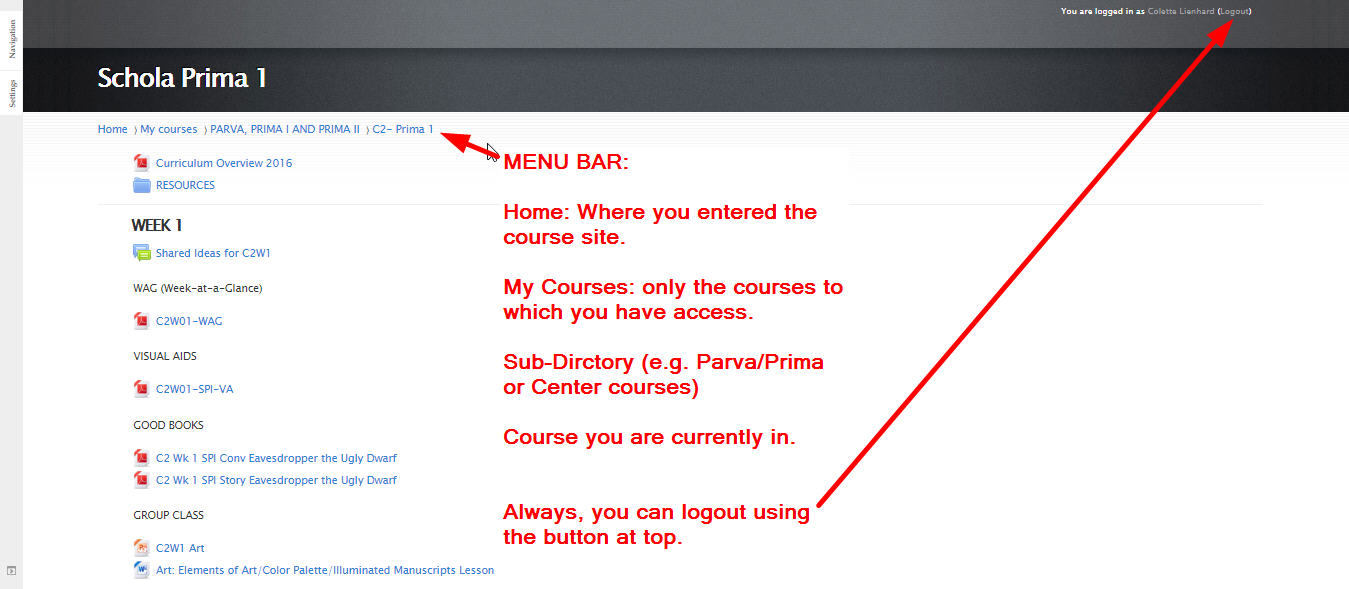 You are logged in as Colette Lienhard (Logout)
Navigation
Settings
Schola Prima 1
Home 〉My courses 〉PARVA, PRIMA I AND PRIMA II 〉C2- Prima 1
Curriculum Overview 2016
RESOURCES
WEEK 1
Shared Ideas for C2W1
WAG (Week-at-a-Glance)
C2W01-WAG
VISUAL AIDS
C2W01-SPI-VA
GOOD BOOKS
C2 Wk 1 SPI Conv Eavesdropper the Ugly Dwarf
C2 Wk 1 SPI Story Eavesdropper the Ugly Dwarf
GROUP CLASS
C2W1 Art
Art: Elements of Art/Color Palette/Illuminated Manuscripts Lesson
MENU BAR:
Home: Where you entered the
course site.
My Courses: only the courses to
which you have access.
Sub-Dirctory (e.g. Parva/Prima
or Center courses)
Course you are currently in.
Always, you can logout using
the button at top.